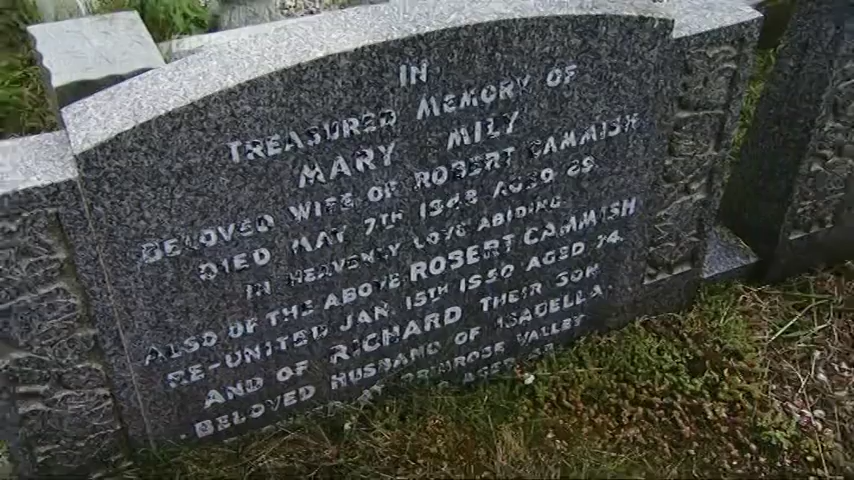 IN
TREASURED MEMORY OF
MARY MILY
BELOVED WIFE OF ROBERT CAMMISH
DIED MAY 7TH 1948 AGED 69
IN HEAVENLY LOVE ABIDING
ALSO OF THE ABOVE ROBERT CAMMISH
RE-UNITED JAN 15TH 1950 AGED 74.
AND OF RICHARD THEIR SON
BELOVED HUSBAND OF ISABELLA.
PRIMROSE VALLEY
AGED